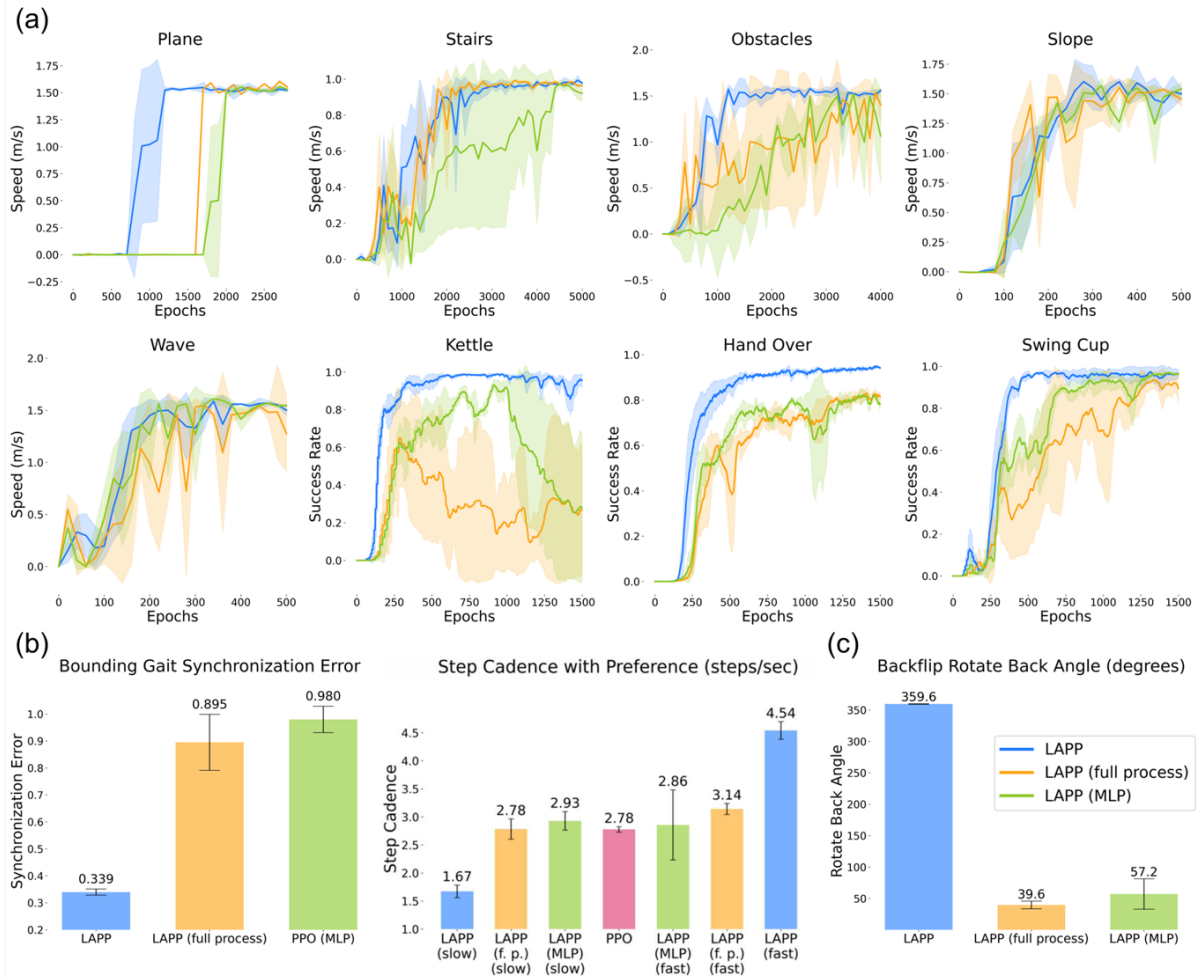 (a)
Plane
Stairs
Obstacles
Slope
Speed (m/s)
1.75
1.50
1.25
1.00
0.75
0.50
0.25
0.00
−0.25
0 500 1000 1500 2000 2500
Epochs
Speed (m/s)
1.0
0.8
0.6
0.4
0.2
0.0
0 1000 2000 3000 4000 5000
Epochs
Speed (m/s)
2.0
1.5
1.0
0.5
0.0
−0.5
0 1000 2000 3000 4000
Epochs
Speed (m/s)
1.75
1.50
1.25
1.00
0.75
0.50
0.25
0.00
0 100 200 300 400 500
Epochs
Wave
Kettle
Hand Over
Swing Cup
Speed (m/s)
2.0
1.5
1.0
0.5
0.0
0 100 200 300 400 500
Epochs
Success Rate
1.0
0.8
0.6
0.4
0.2
0.0
0 250 500 750 1000 1250 1500
Epochs
Success Rate
1.0
0.8
0.6
0.4
0.2
0.0
0 250 500 750 1000 1250 1500
Epochs
Success Rate
1.0
0.8
0.6
0.4
0.2
0.0
0 250 500 750 1000 1250 1500
Epochs
(b)
Bounding Gait Synchronization Error
Synchronization Error
1.0
0.9
0.8
0.7
0.6
0.5
0.4
0.3
0.2
0.339
0.895
0.980
LAPP
LAPP (full process)
PPO (MLP)
Step Cadence with Preference (steps/sec)
Step Cadence
4.5
4.0
3.5
3.0
2.5
2.0
1.5
1.0
1.67
2.78
2.93
2.78
2.86
3.14
4.54
LAPP
(slow)
LAPP
(f. p.)
(slow)
LAPP
(MLP)
(slow)
PPO
LAPP
(MLP)
(fast)
LAPP
(f. p.)
(fast)
LAPP
(fast)
(c)
Backflip Rotate Back Angle (degrees)
Rotate Back Angle
350
300
250
200
150
100
50
359.6
39.6
57.2
LAPP
LAPP (full process)
LAPP (MLP)
LAPP
LAPP (full process)
LAPP (MLP)